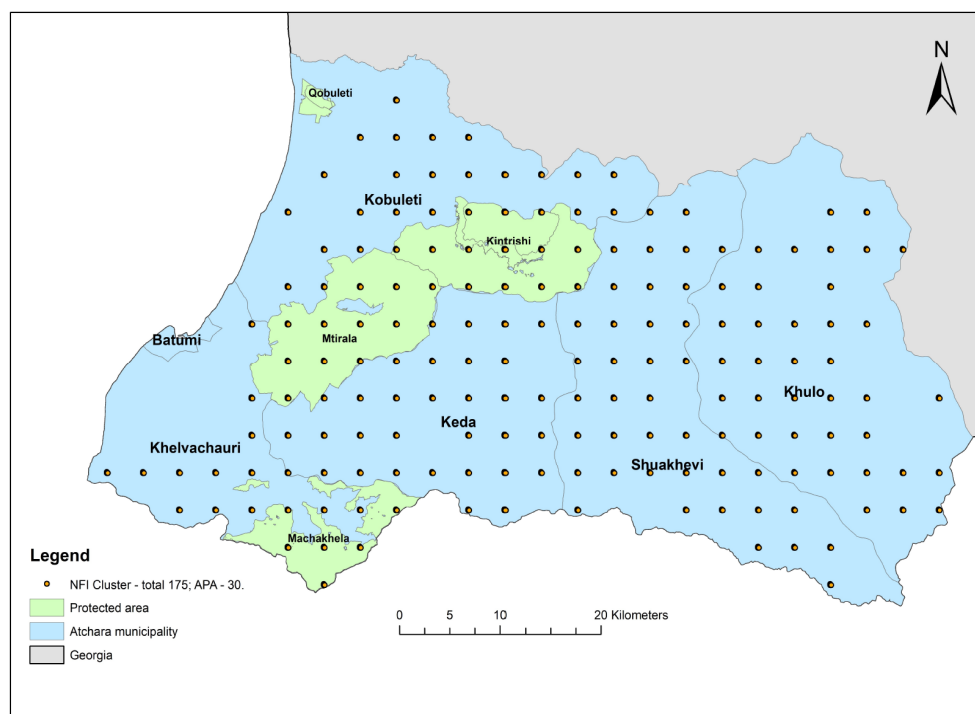 N
Qobuleti
Kobuleti
Kintrishi
Batumi
Mtirala
Khulo
Keda
Khelvachauri
Shuakhevi
Machakhela
Legend
NFI Cluster - total 175; APA - 30.
Protected area
Atchara municipality
Georgia
0 5 10 20 Kilometers